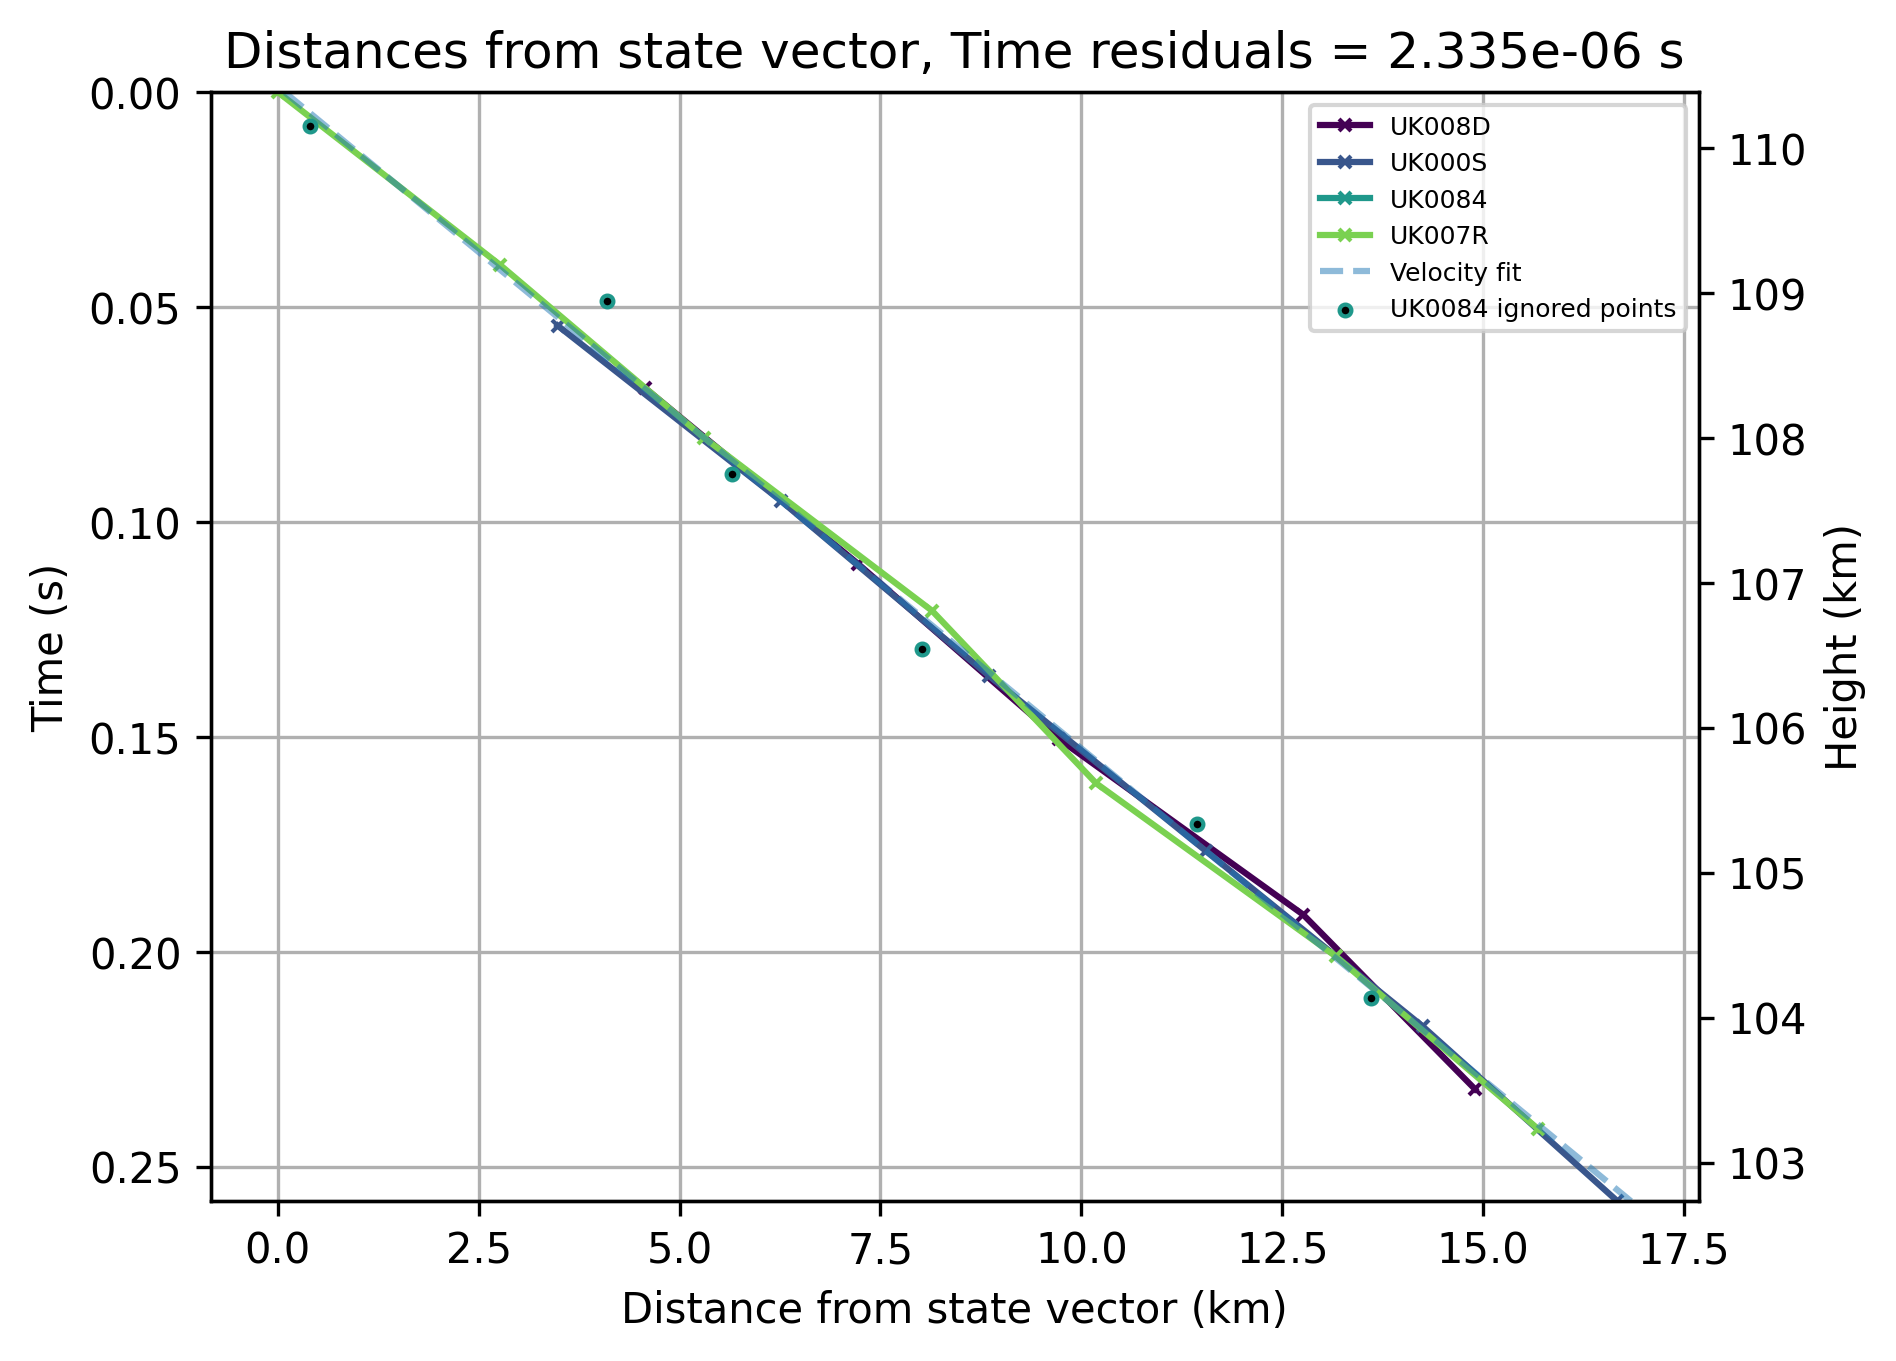 Distances from state vector, Time residuals = 2.335e-06 s
Time (s)
0.00
0.05
0.10
0.15
0.20
0.25
UK008D
UK000S
UK0084
UK007R
Velocity fit
UK0084 ignored points
110
109
108
107
106
105
104
103
Height (km)
0.0 2.5 5.0 7.5 10.0 12.5 15.0 17.5
Distance from state vector (km)